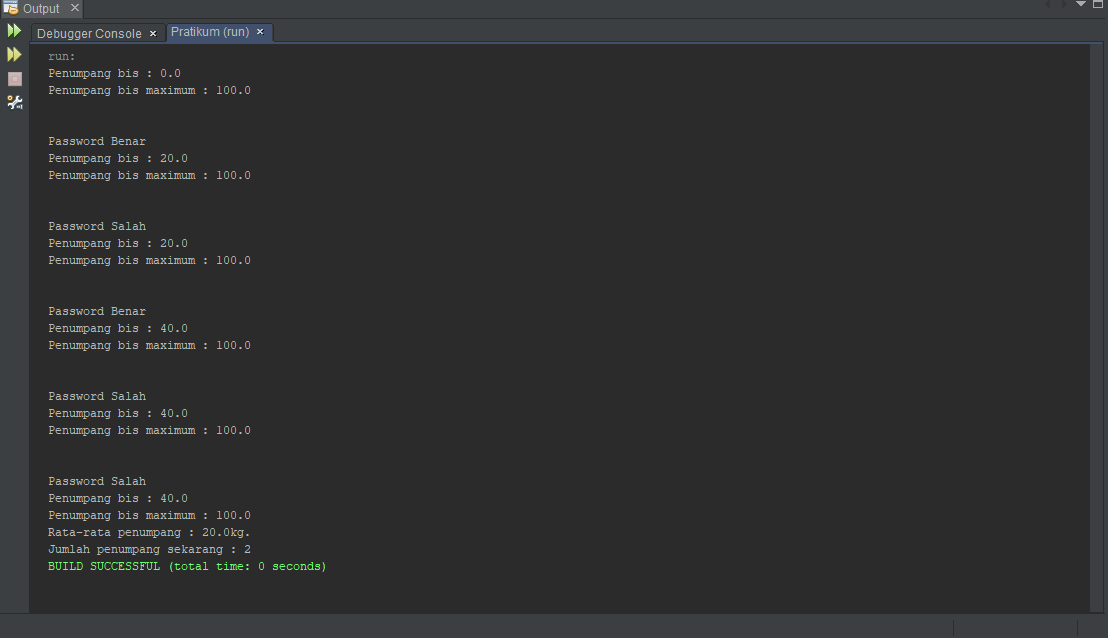 Output
Debugger Console
Pratikum (run)
run:
Penumpang bis : 0.0
Penumpang bis maximum : 100.0
Password Benar
Penumpang bis : 20.0
Penumpang bis maximum : 100.0
Password Salah
Penumpang bis : 20.0
Penumpang bis maximum : 100.0
Password Benar
Penumpang bis : 40.0
Penumpang bis maximum : 100.0
Password Salah
Penumpang bis : 40.0
Penumpang bis maximum : 100.0
Password Salah
Penumpang bis : 40.0
Penumpang bis maximum : 100.0
Rata-rata penumpang : 20.0kg.
Jumlah penumpang sekarang : 2
BUILD SUCCESSFUL (total time: 0 seconds)